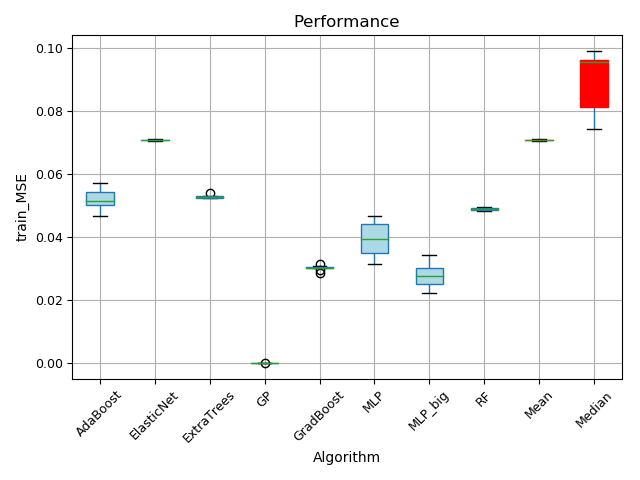 Performance
train_MSE
0.10
0.08
0.06
0.04
0.02
0.00
AdaBoost
ElasticNet
ExtraTrees
GP
GradBoost
MLP
MLP_big
RF
Mean
Median
Algorithm